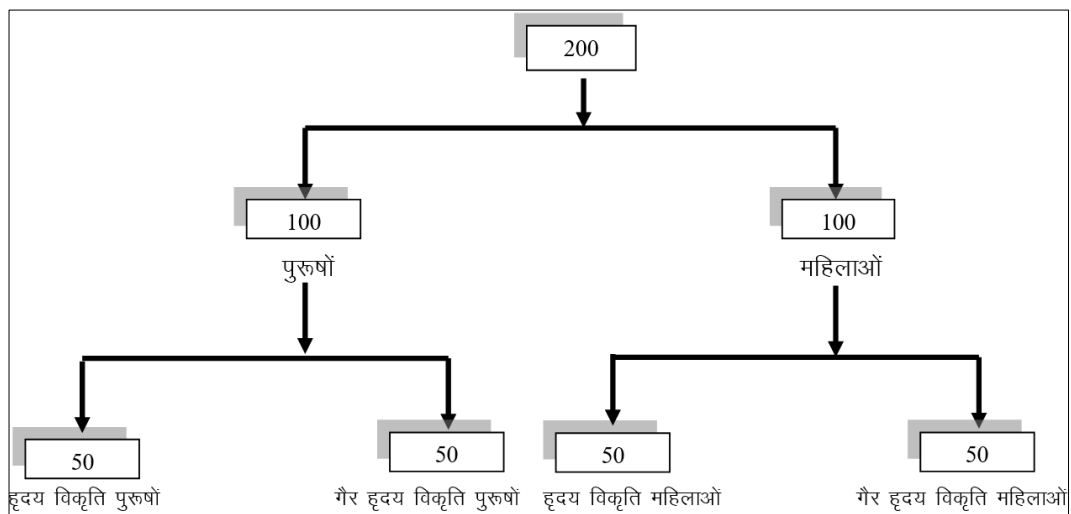 200
100
100
पुरूषों
महिलाओं
50
50
50
50
हृदय विकृति पुरूषों
गैर हृदय विकृति पुरूषों
हृदय विकृति महिलाओं
गैर हृदय विकृति महिलाओं